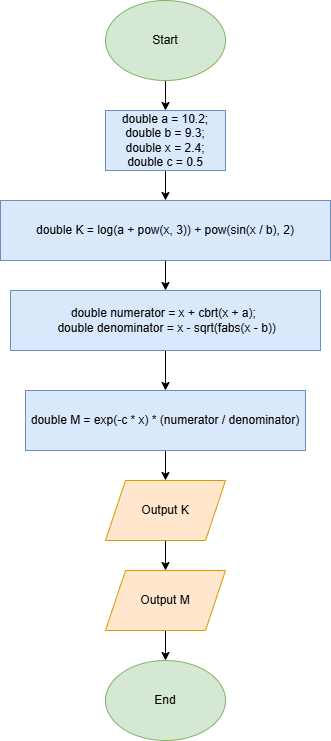 Start
double a = 10.2;
double b = 9.3;
double x = 2.4;
double c = 0.5
double K = log(a + pow(x, 3)) + pow(sin(x / b), 2)
double numerator = x + cbrt(x + a);
double denominator = x - sqrt(fabs(x - b))
double M = exp(-c * x) * (numerator / denominator)
Output K
Output M
End